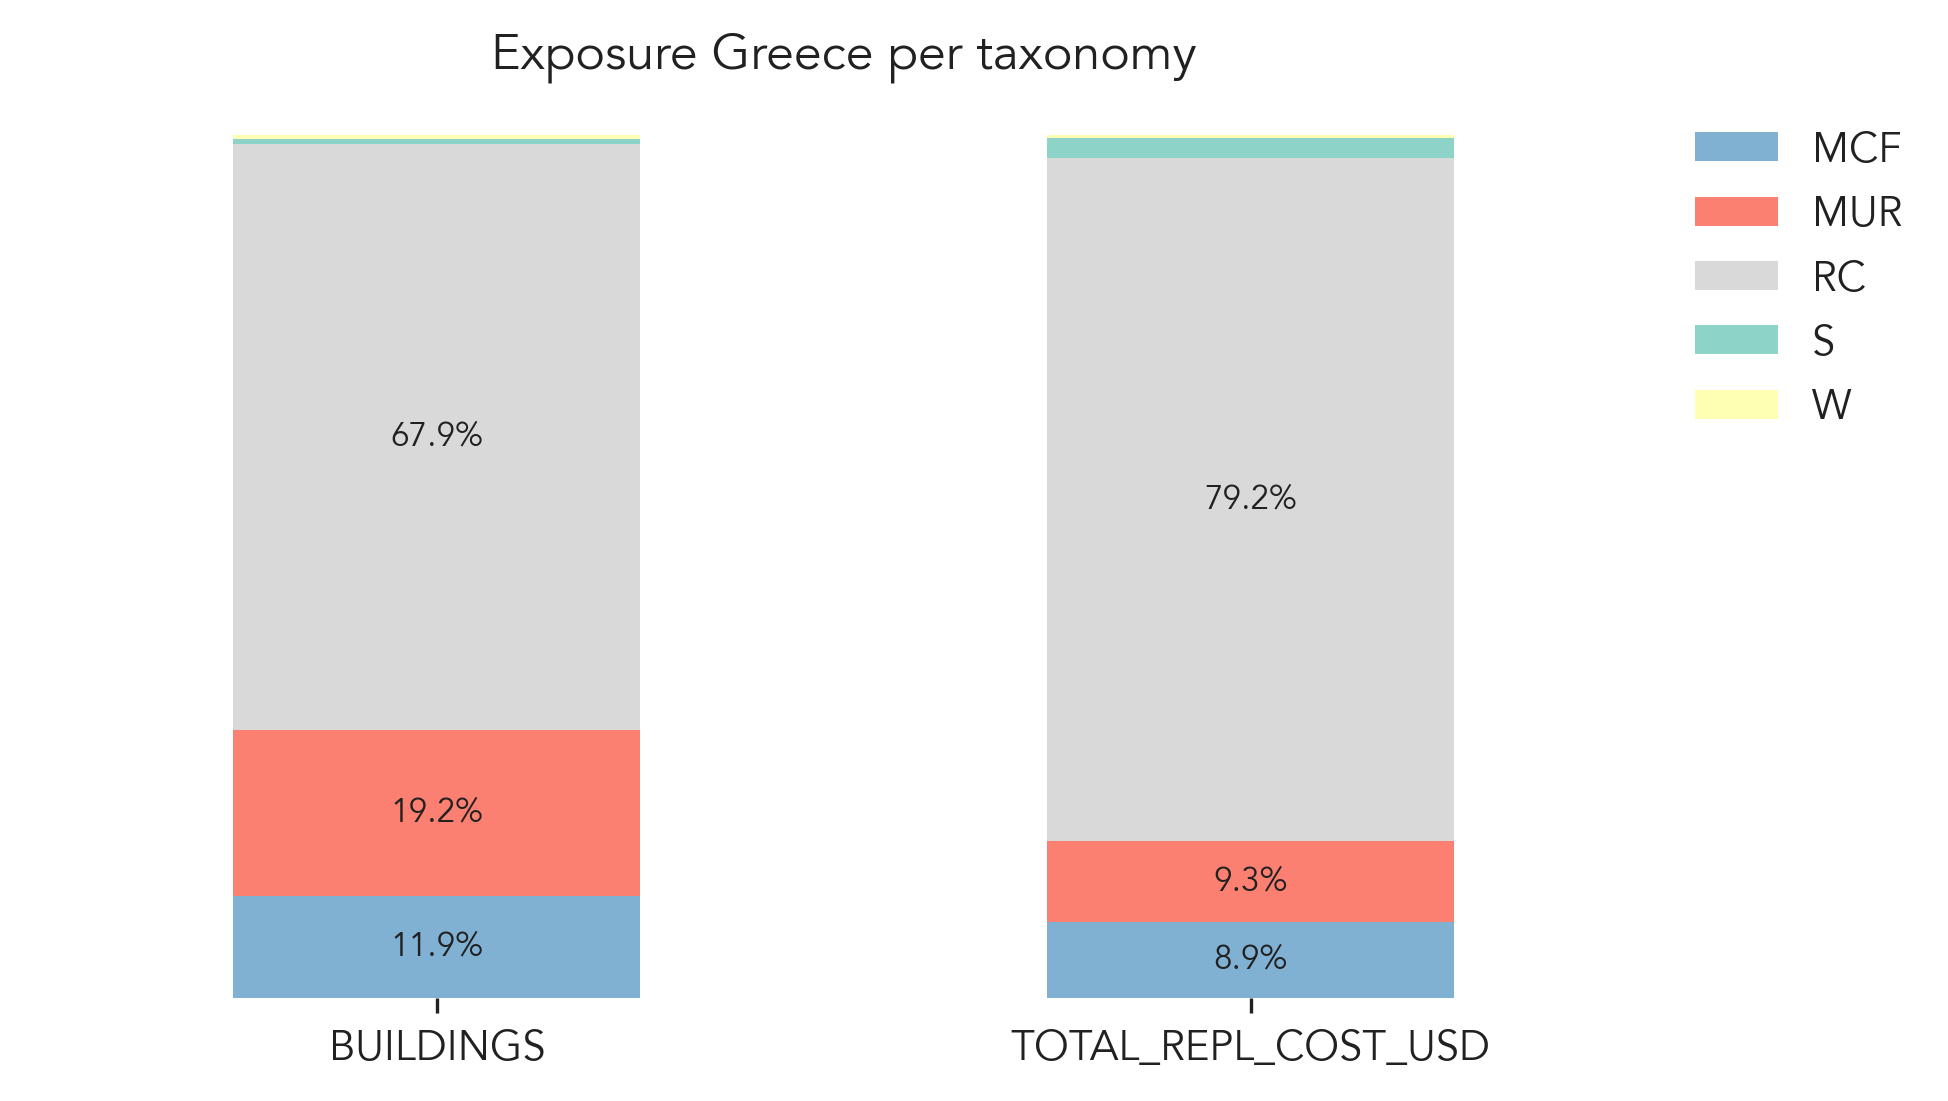 Exposure Greece per taxonomy
MCF
MUR
RC
S
W
67.9%
19.2%
11.9%
79.2%
9.3%
8.9%
BUILDINGS
TOTAL_REPL_COST_USD